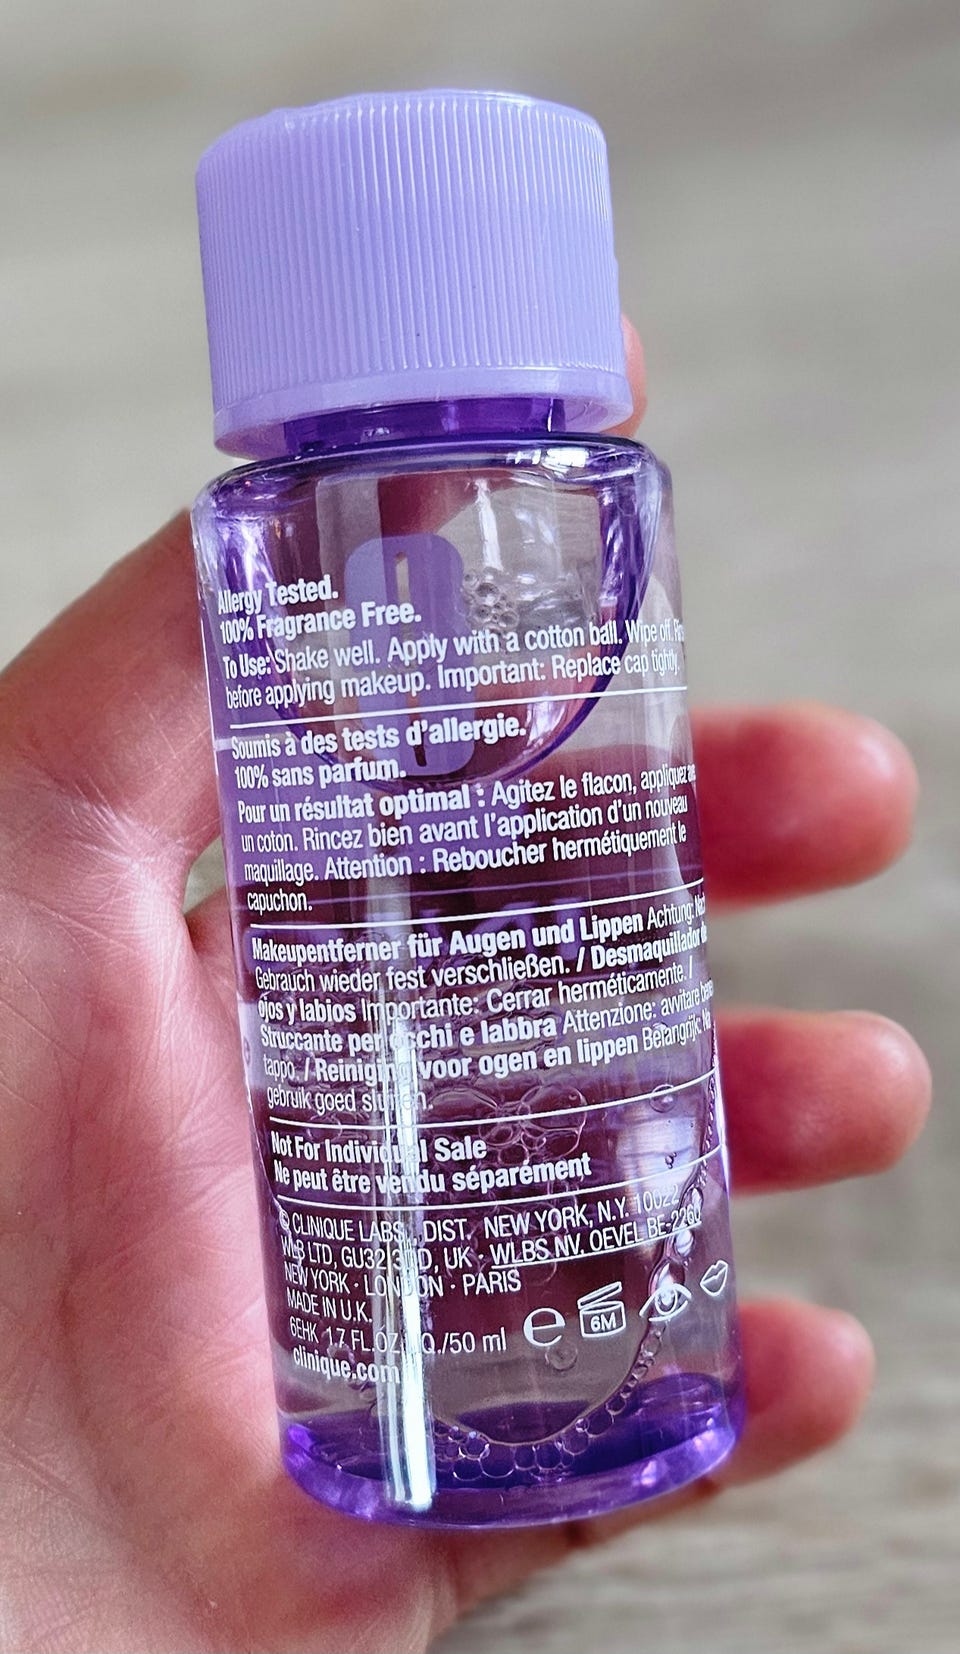 Allergy Tested.
100% Fragrance Free.
To Use: Shake well. Apply with a cotton ball. Wipe off.
before applying makeup. Important: Replace cap tightly.
Soumis à des tests d'allergie.
100% sans parfum.
Pour un résultat optimal : Agitez le flacon, appliquez
un coton. Rincez bien avant l'application d'un nouveau
maquillage. Attention : Reboucher hermétiquement le
capuchon.
Makeupentferner für Augen und Lippen Achtung:
Gebrauch wieder fest verschließen. / Desmaquillador
ojos y labios Importante: Cerrar herméticamente. /
Struccante per occhi e labbra Attenzione: avvitare
tappo. / Reiniging voor ogen en lippen Belangrijk:
gebruik goed sluiten.
Not For Individual Sale
Ne peut être vendu séparément
© CLINIQUE LABS., DIST. NEW YORK, N.Y. 10022
WLB LTD, GU32 3HD, UK · WLBS NV, OEVEL BE-2260
NEW YORK · LONDON · PARIS
MADE IN U.K.
6EHK 1.7 FL.OZ.LIQ./50 ml e 6M
clinique.com